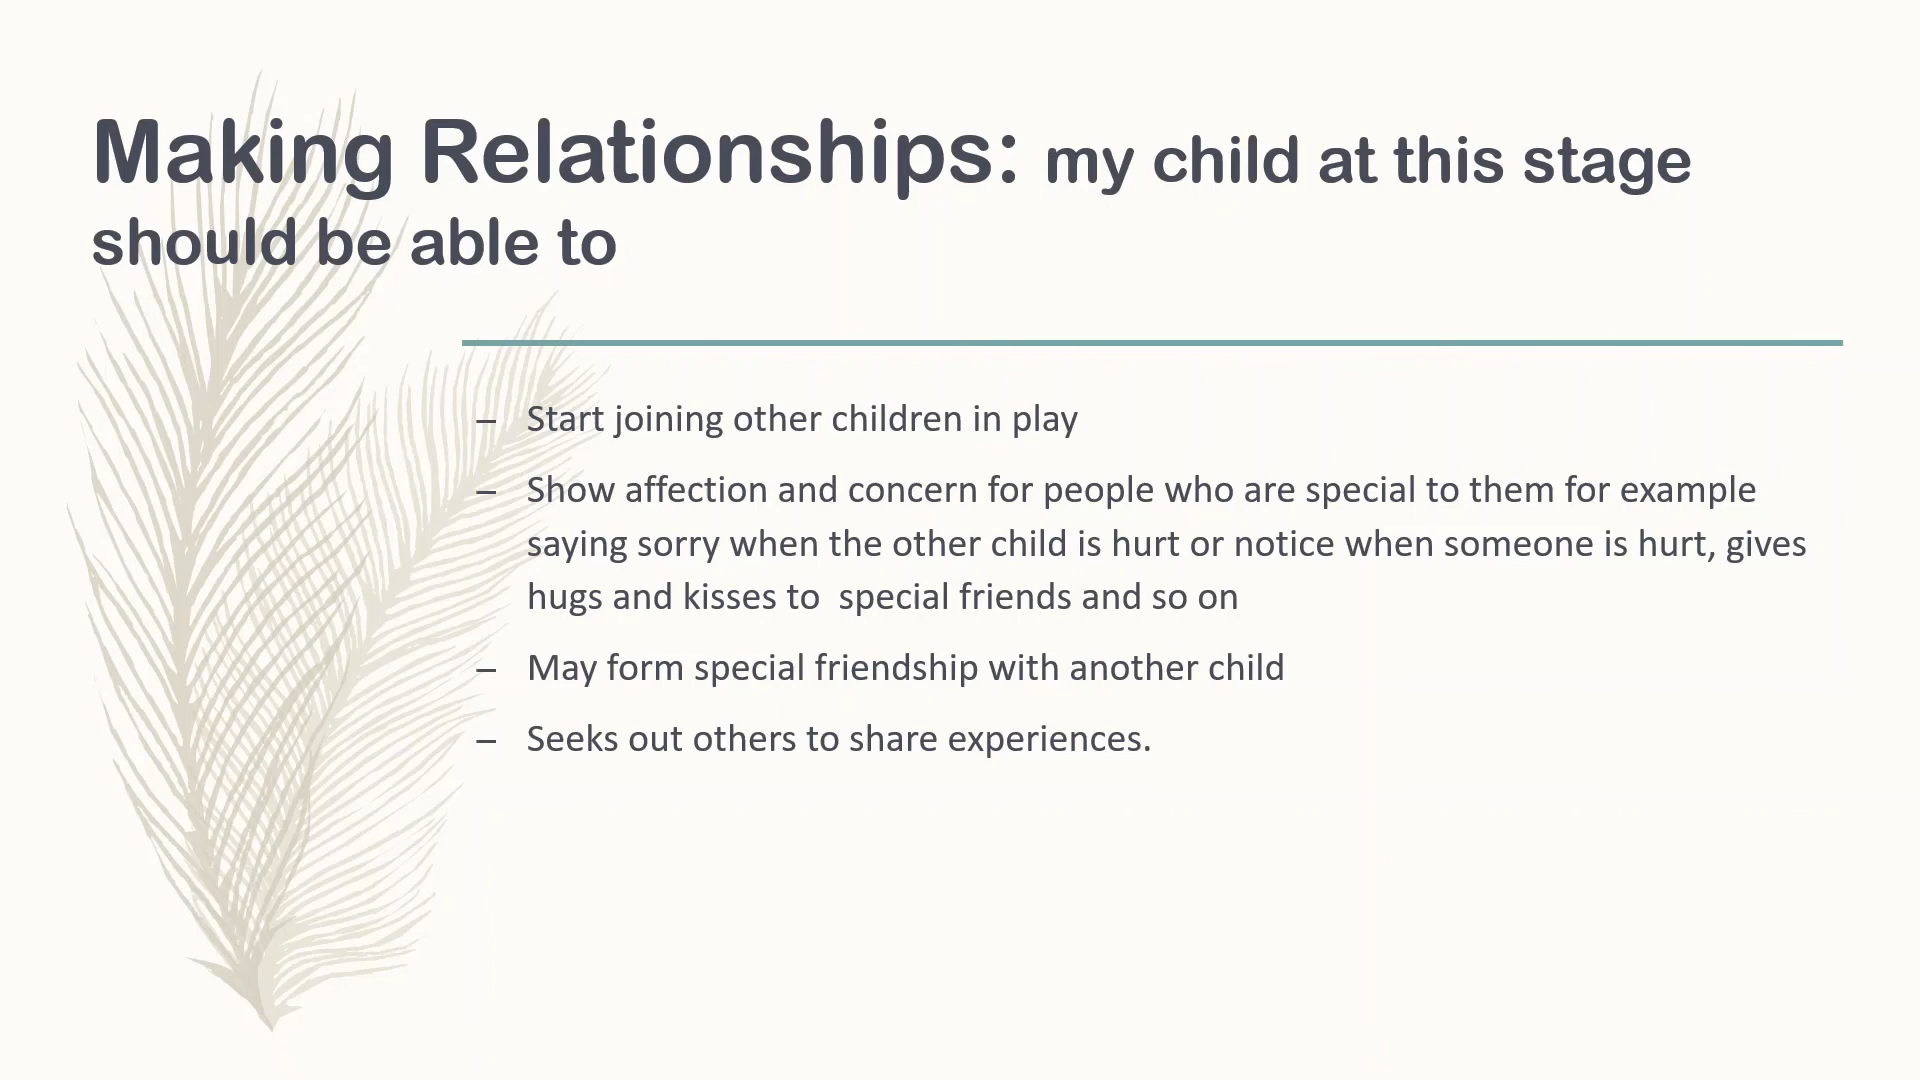 Making Relationships: my child at this stage
should be able to
– Start joining other children in play
– Show affection and concern for people who are special to them for example
saying sorry when the other child is hurt or notice when someone is hurt, gives
hugs and kisses to  special friends and so on
– May form special friendship with another child
– Seeks out others to share experiences.